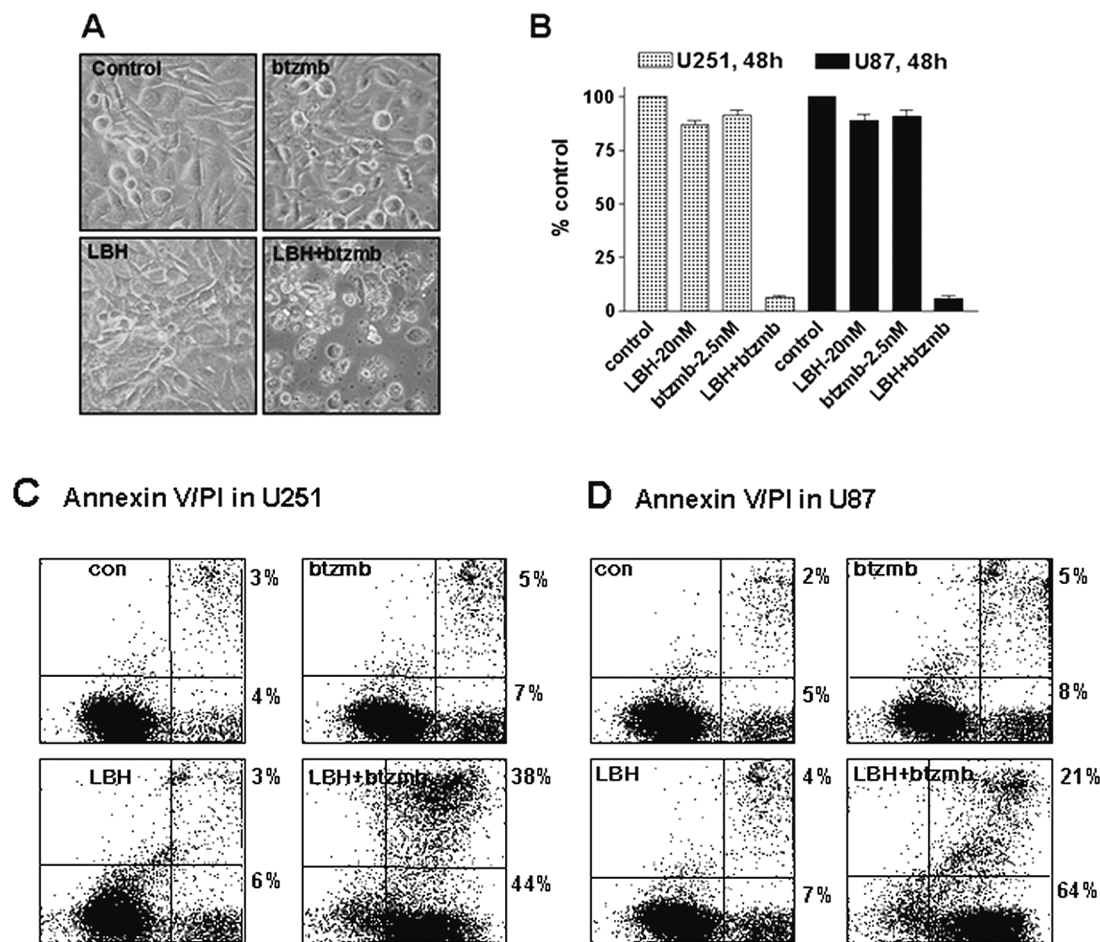 A
Control
btzmb
LBH
LBH+btzmb
B
U251, 48h
U87, 48h
% control
100
75
50
25
0
control
LBH-20nM
btzmb-2.5nM
LBH+btzmb
control
LBH-20nM
btzmb-2.5nM
LBH+btzmb
C Annexin V/PI in U251
con
3%
4%
btzmb
5%
7%
LBH
3%
6%
LBH+btzmb
38%
44%
D Annexin V/PI in U87
con
2%
5%
btzmb
5%
8%
LBH
4%
7%
LBH+btzmb
21%
64%